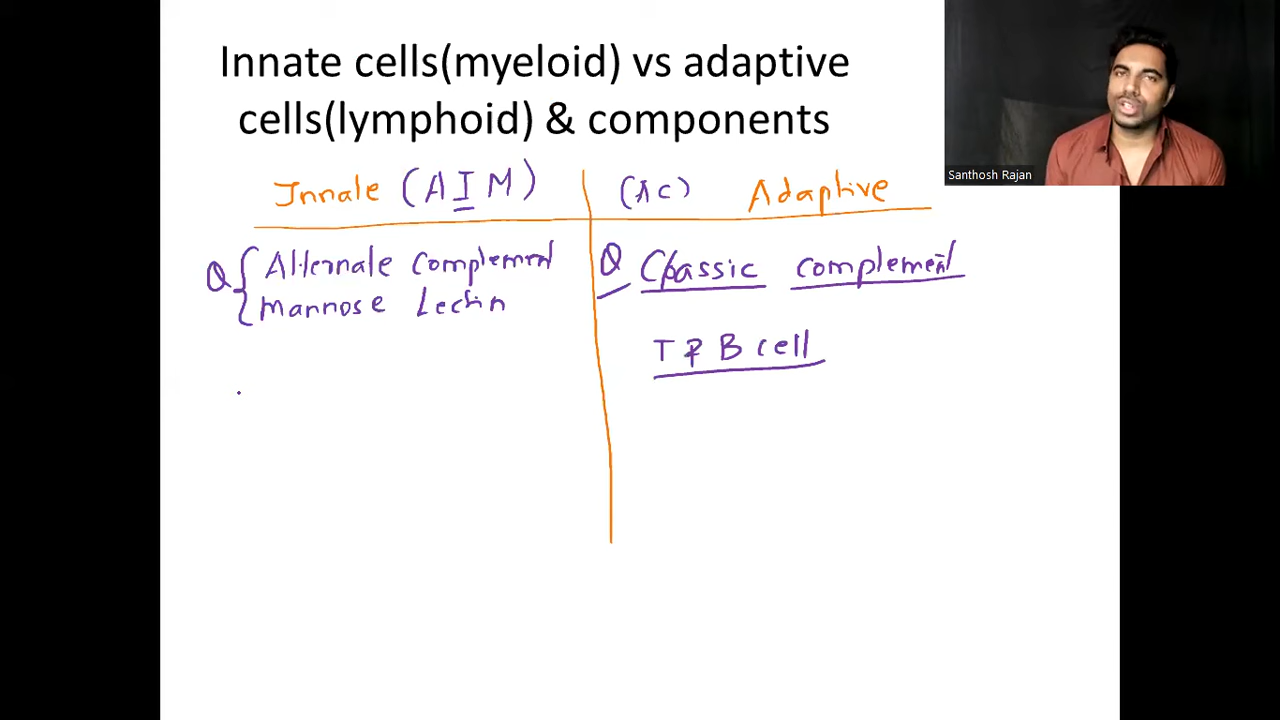 Innate cells(myeloid) vs adaptive
cells(lymphoid) & components
Santhosh Rajan
Innate (AIM)
(AC) Adaptive
Q { Alternate complement
Mannose Lectin
Q Classic complement
T & B cell